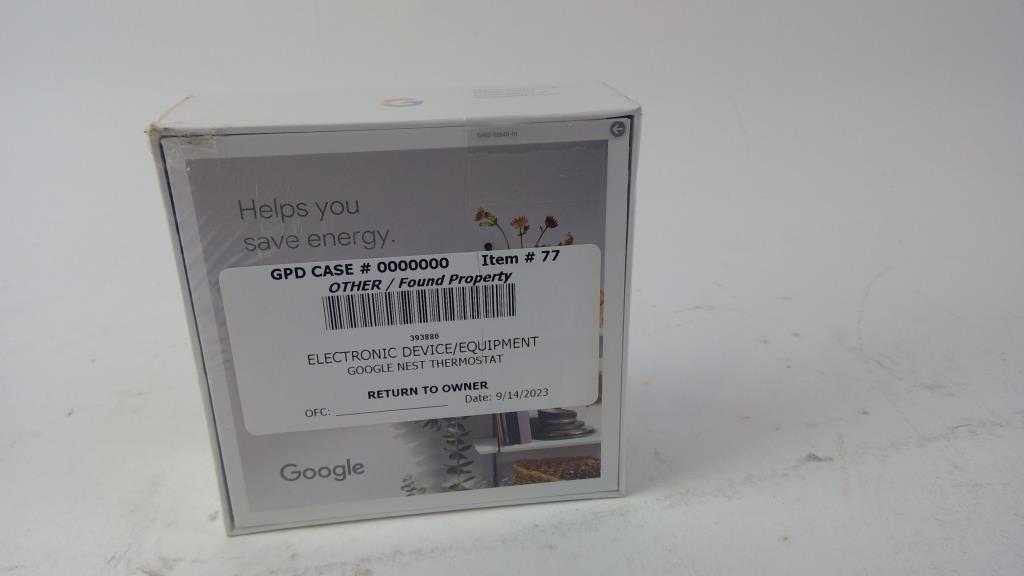 Helps you
save energy.
GPD CASE # 0000000 Item # 77
OTHER / Found Property
393886
ELECTRONIC DEVICE/EQUIPMENT
GOOGLE NEST THERMOSTAT
RETURN TO OWNER
OFC: Date: 9/14/2023
Google